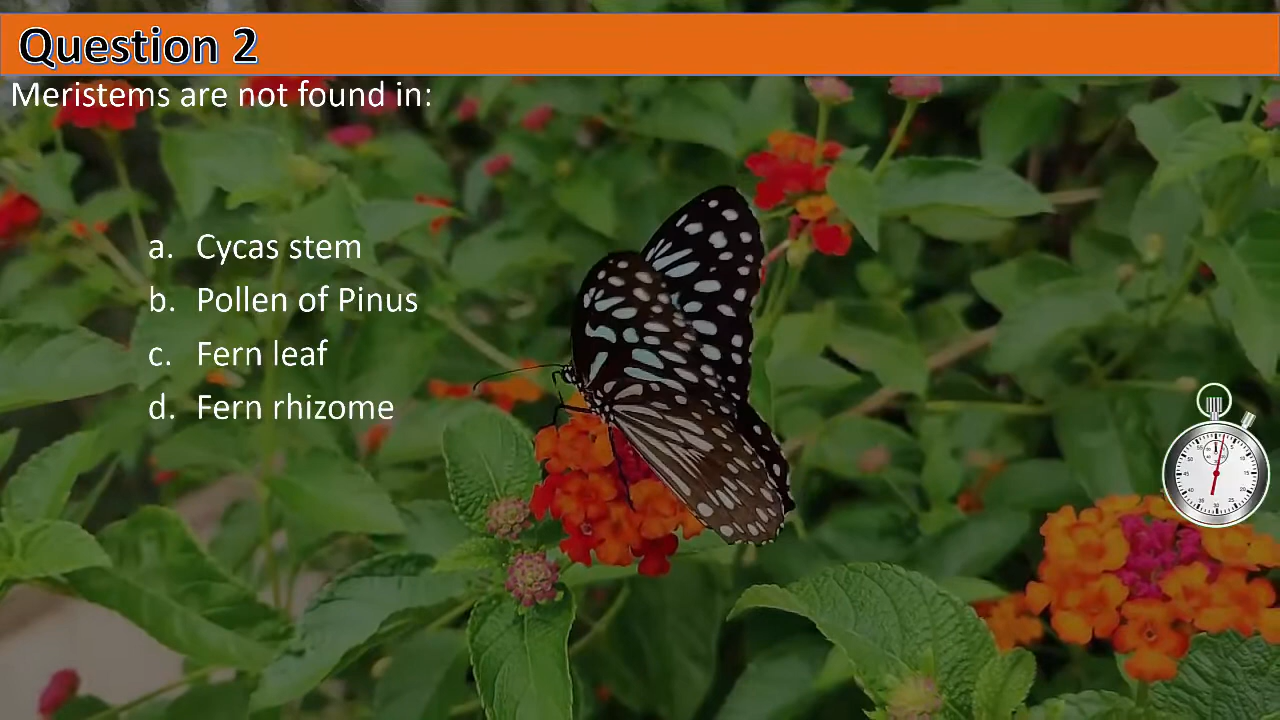 Question 2
Meristems are not found in:
a. Cycas stem
b. Pollen of Pinus
c. Fern leaf
d. Fern rhizome